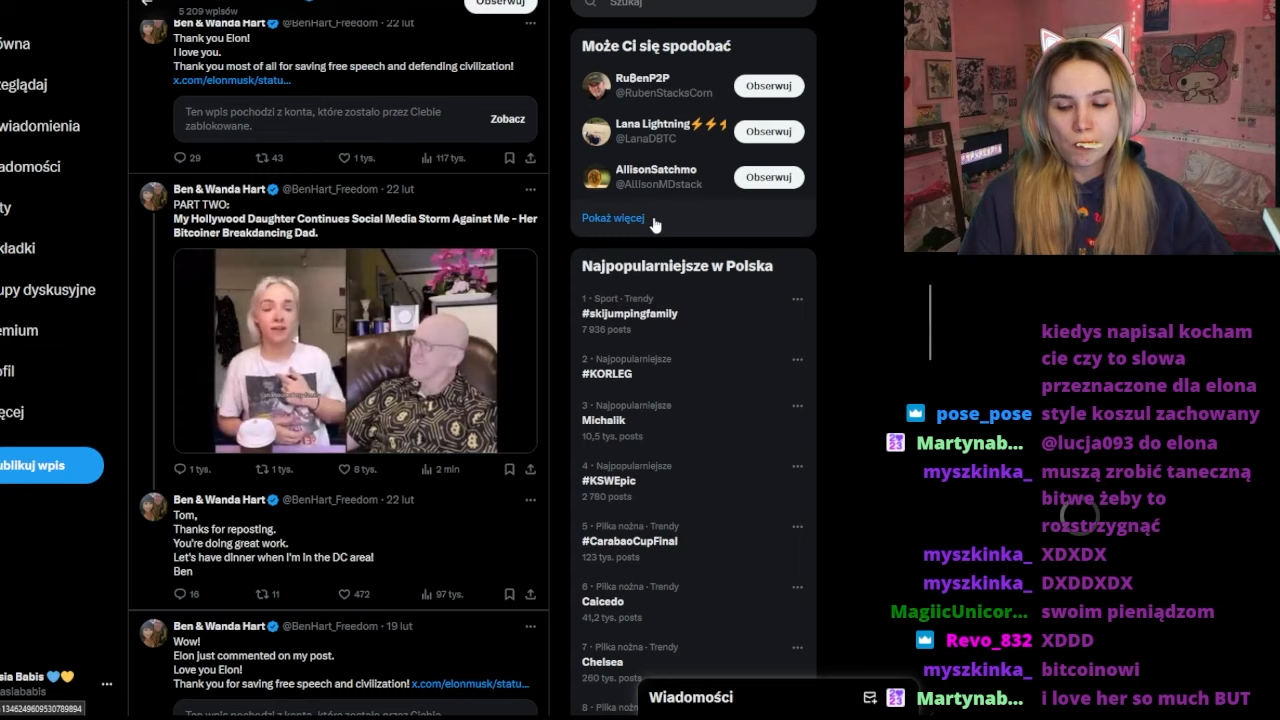 5 209 wpisów
Obserwuj
Szukaj
ówna
zeglądaj
wiadomienia
adomości
ty
kładki
upy dyskusyjne
emium
ofil
ęcej
ublikuj wpis
sia Babis 💙💛
aslababis
1346249609530789894
Ben & Wanda Hart @BenHart_Freedom · 22 lut
Thank you Elon!
I love you.
Thank you most of all for saving free speech and defending civilization!
x.com/elonmusk/statu...
Ten wpis pochodzi z konta, które zostało przez Ciebie
zablokowane.
Zobacz
29 43 1 tys. 117 tys.
Ben & Wanda Hart @BenHart_Freedom · 22 lut
PART TWO:
My Hollywood Daughter Continues Social Media Storm Against Me - Her
Bitcoiner Breakdancing Dad.
1 tys. 1 tys. 8 tys. 2 mln
Ben & Wanda Hart @BenHart_Freedom · 22 lut
Tom,
Thanks for reposting.
You're doing great work.
Let's have dinner when I'm in the DC area!
Ben
16 11 472 97 tys.
Ben & Wanda Hart @BenHart_Freedom · 19 lut
Wow!
Elon just commented on my post.
Love you Elon!
Thank you for saving free speech and civilization! x.com/elonmusk/statu...
Może Ci się spodobać
RuBenP2P
@RubenStacksCorn
Obserwuj
Lana Lightning⚡⚡⚡
@LanaDBTC
Obserwuj
AllisonSatchmo
@AllisonMDstack
Obserwuj
Pokaż więcej
Najpopularniejsze w Polska
1 · Sport · Trendy
#skijumpingfamily
7 936 posts
2 · Najpopularniejsze
#KORLEG
3 · Najpopularniejsze
Michalik
10,5 tys. posts
4 · Najpopularniejsze
#KSWEpic
2 780 posts
5 · Piłka nożna · Trendy
#CarabaoCupFinal
123 tys. posts
6 · Piłka nożna · Trendy
Caicedo
41,2 tys. posts
7 · Piłka nożna · Trendy
Chelsea
260 tys. posts
Wiadomości
kiedys napisal kocham
cie czy to slowa
przeznaczone dla elona
pose_pose style koszul zachowany
Martynab... @lucja093 do elona
myszkinka_ muszą zrobić taneczną
bitwę żeby to
rozstrzygnąć
myszkinka_ XDXDX
myszkinka_ DXDDXDX
MagiicUnicor... swoim pieniądzom
Revo_832 XDDD
myszkinka_ bitcoinowi
Martynab... i love her so much BUT